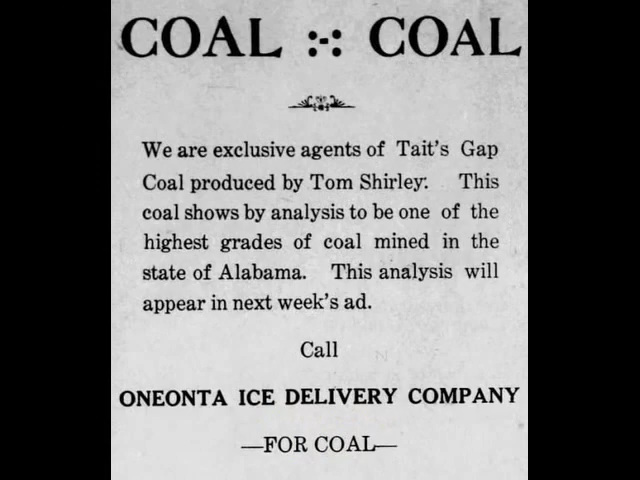 COAL :-: COAL
We are exclusive agents of Tait's Gap
Coal produced by Tom Shirley. This
coal shows by analysis to be one of the
highest grades of coal mined in the
state of Alabama. This analysis will
appear in next week's ad.
Call
ONEONTA ICE DELIVERY COMPANY
—FOR COAL—